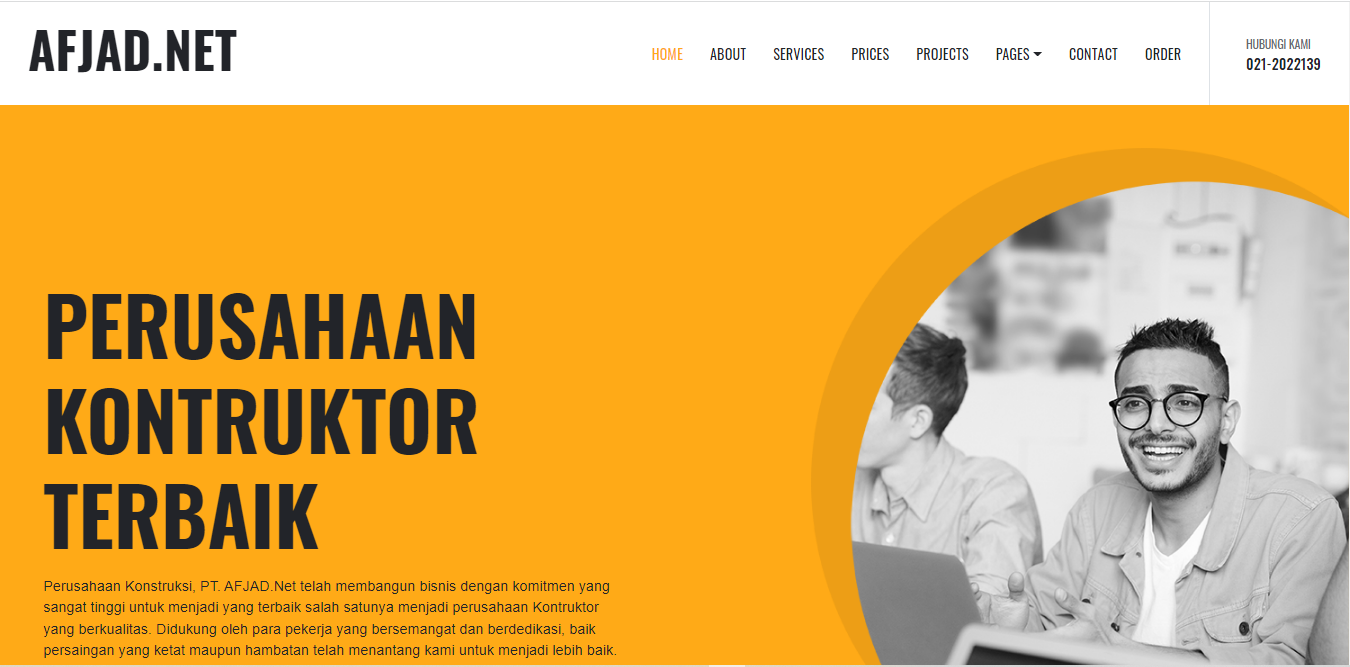 AFJAD.NET
HOME ABOUT SERVICES PRICES PROJECTS PAGES CONTACT ORDER
HUBUNGI KAMI
021-2022139
PERUSAHAAN
KONTRUKTOR
TERBAIK
Perusahaan Konstruksi, PT. AFJAD.Net telah membangun bisnis dengan komitmen yang
sangat tinggi untuk menjadi yang terbaik salah satunya menjadi perusahaan Kontruktor
yang berkualitas. Didukung oleh para pekerja yang bersemangat dan berdedikasi, baik
persaingan yang ketat maupun hambatan telah menantang kami untuk menjadi lebih baik.